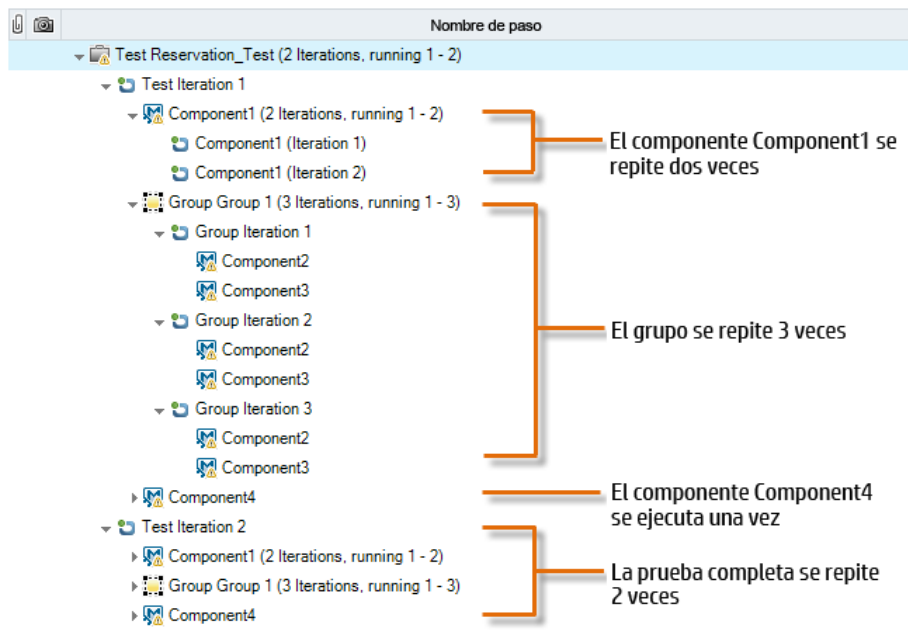 Nombre de paso
Test Reservation_Test (2 Iterations, running 1 - 2)
Test Iteration 1
Component1 (2 Iterations, running 1 - 2)
Component1 (Iteration 1)
Component1 (Iteration 2)
El componente Component1 se
repite dos veces
Group Group 1 (3 Iterations, running 1 - 3)
Group Iteration 1
Component2
Component3
Group Iteration 2
Component2
Component3
Group Iteration 3
Component2
Component3
El grupo se repite 3 veces
Component4
El componente Component4
se ejecuta una vez
Test Iteration 2
Component1 (2 Iterations, running 1 - 2)
Group Group 1 (3 Iterations, running 1 - 3)
Component4
La prueba completa se repite
2 veces